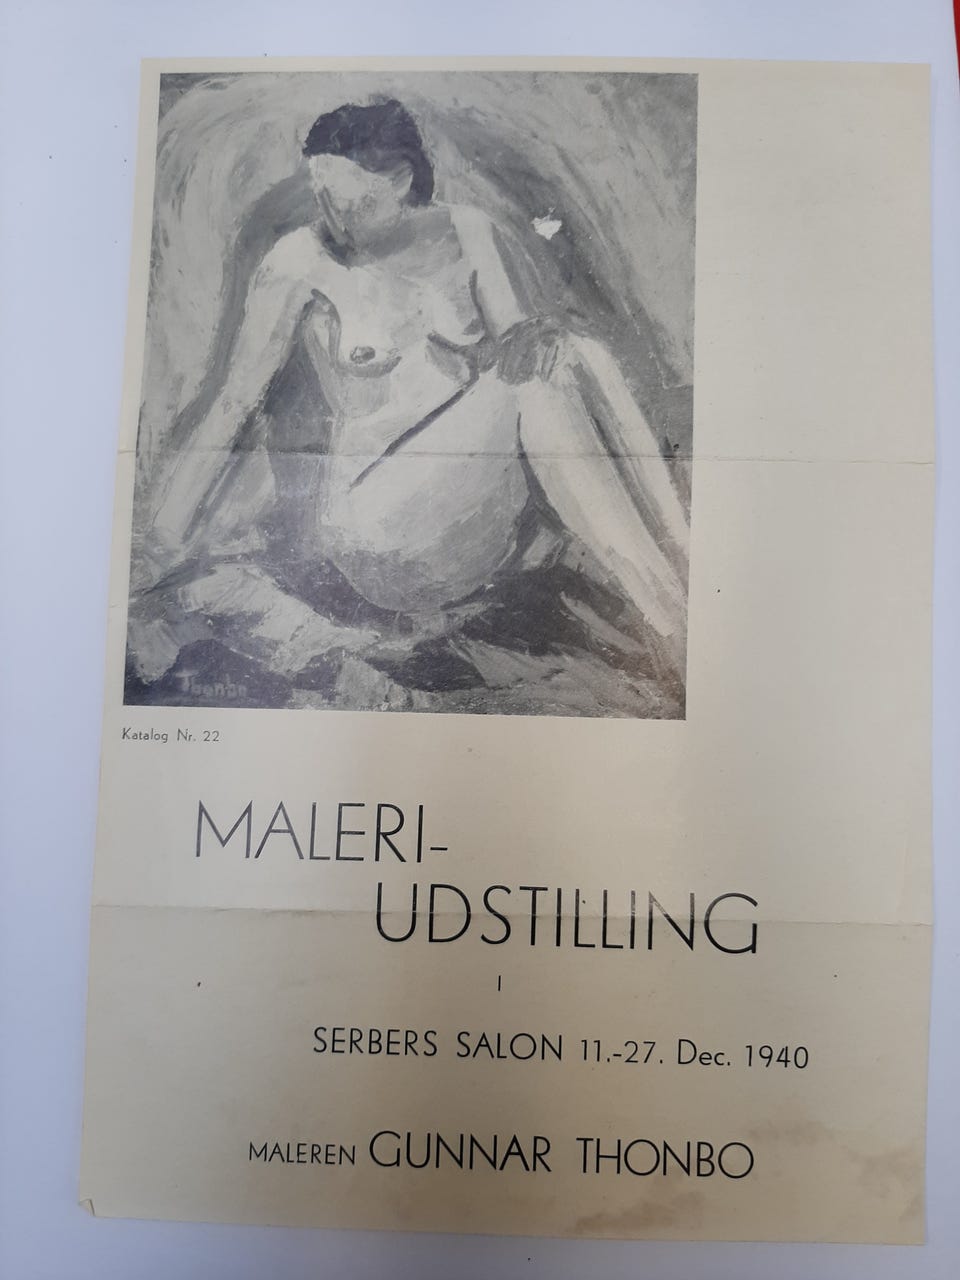 Thonbo
Katalog Nr. 22
MALERI-
UDSTILLING
I
SERBERS SALON 11.-27. Dec. 1940
MALEREN GUNNAR THONBO